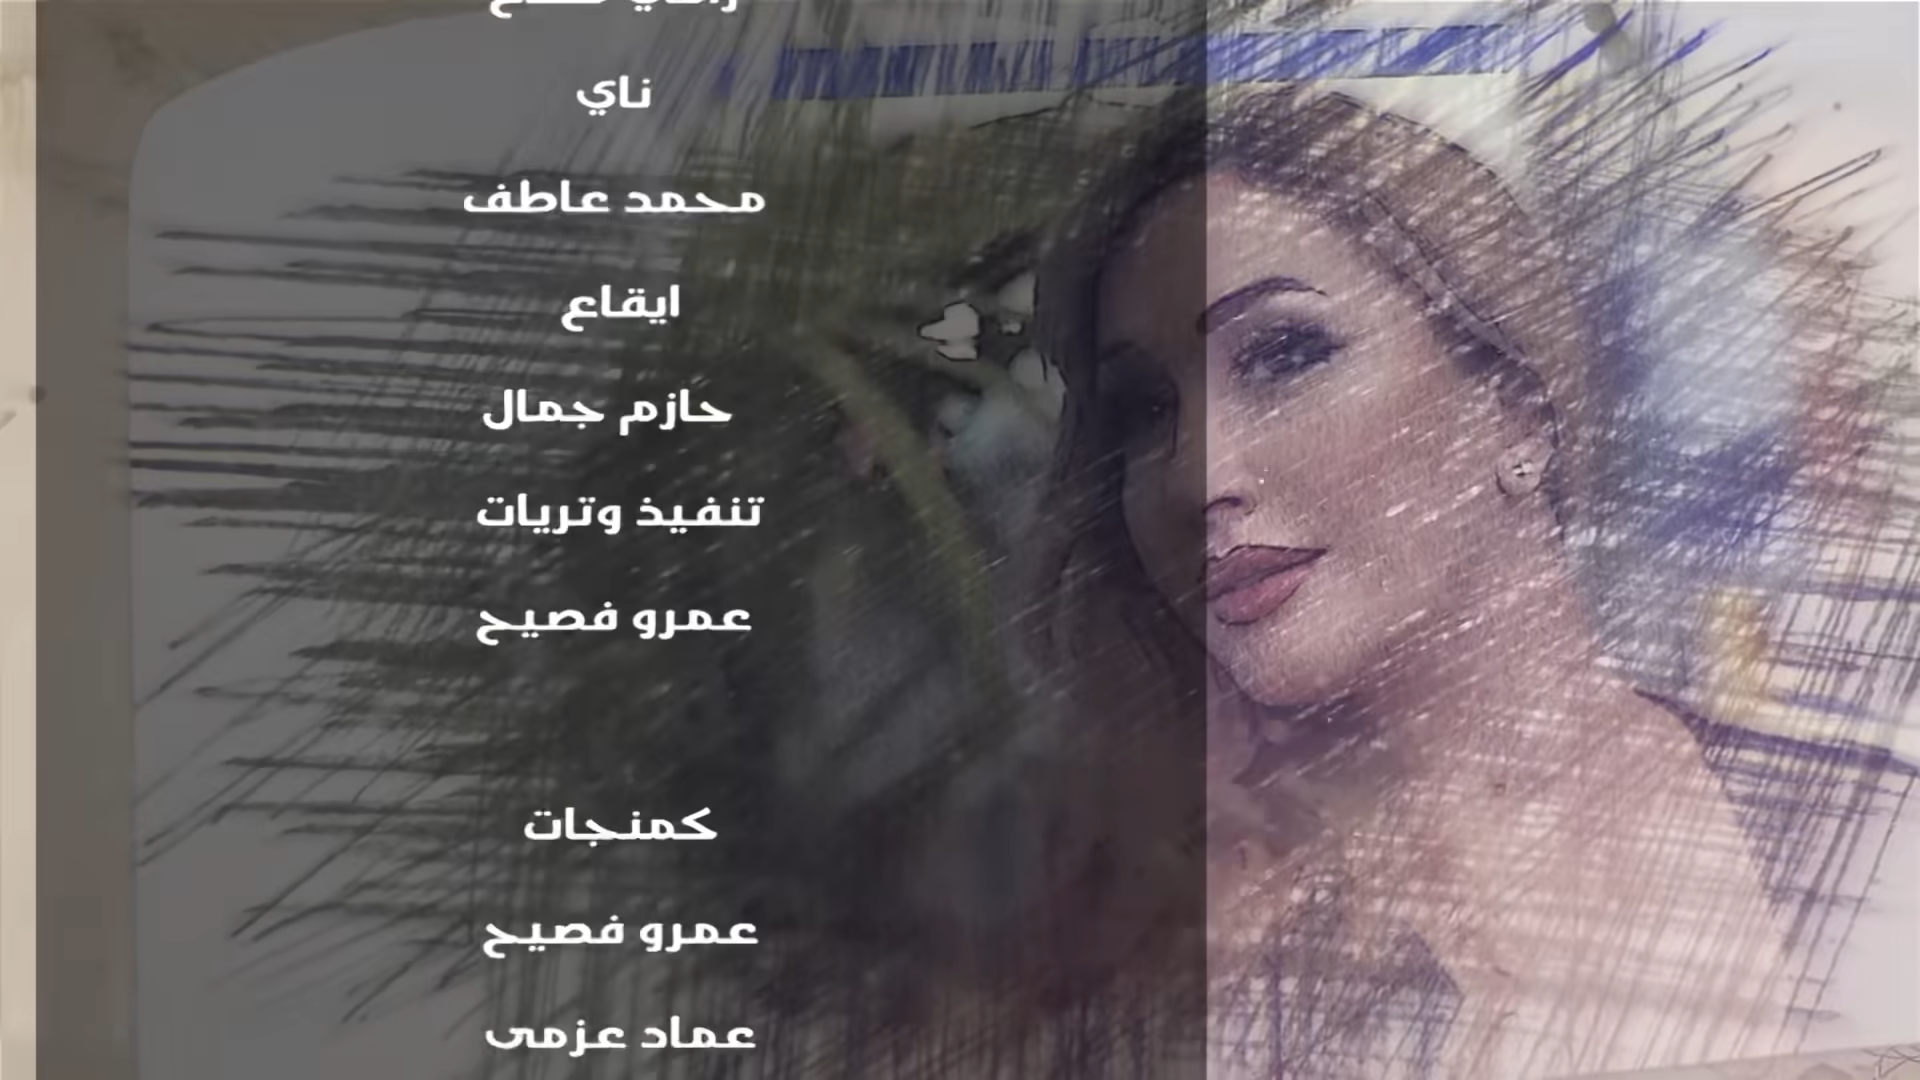 ناي
محمد عاطف
ايقاع
حازم جمال
تنفيذ وتريات
عمرو فصيح
كمنجات
عمرو فصيح
عماد عزمى